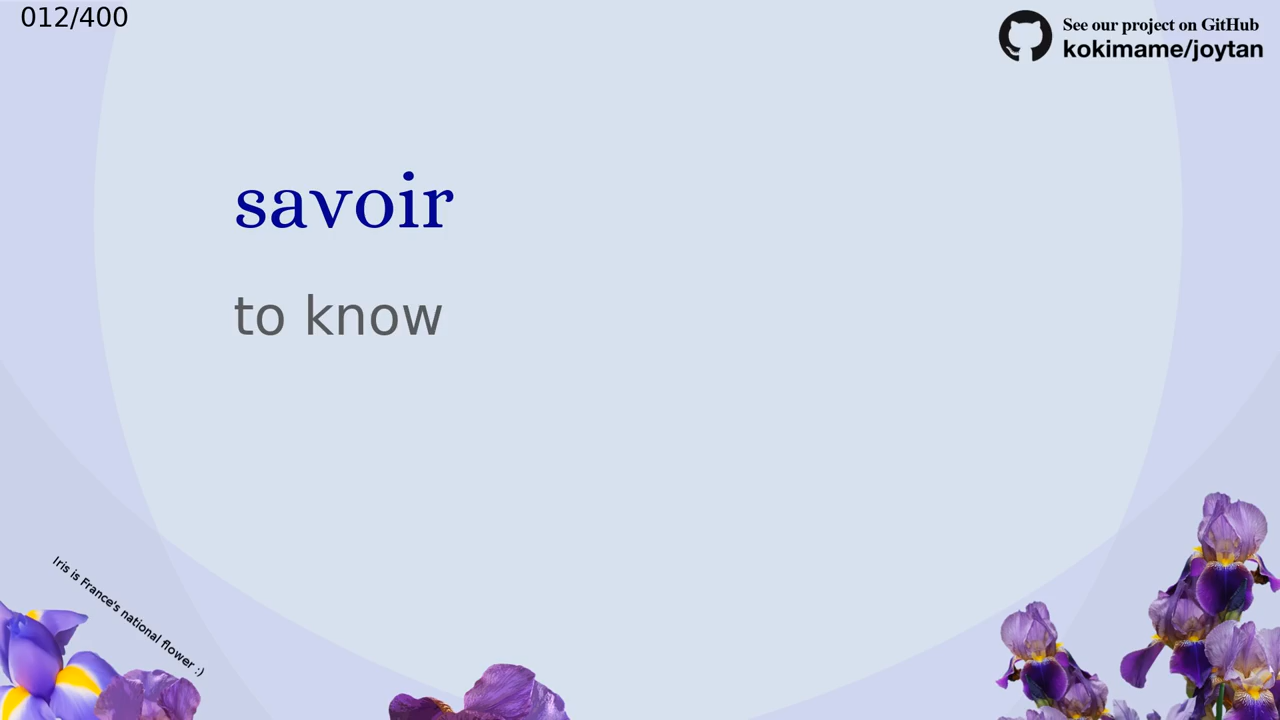 012/400
See our project on GitHub
kokimame/joytan
savoir
to know
Iris is France's national flower :)